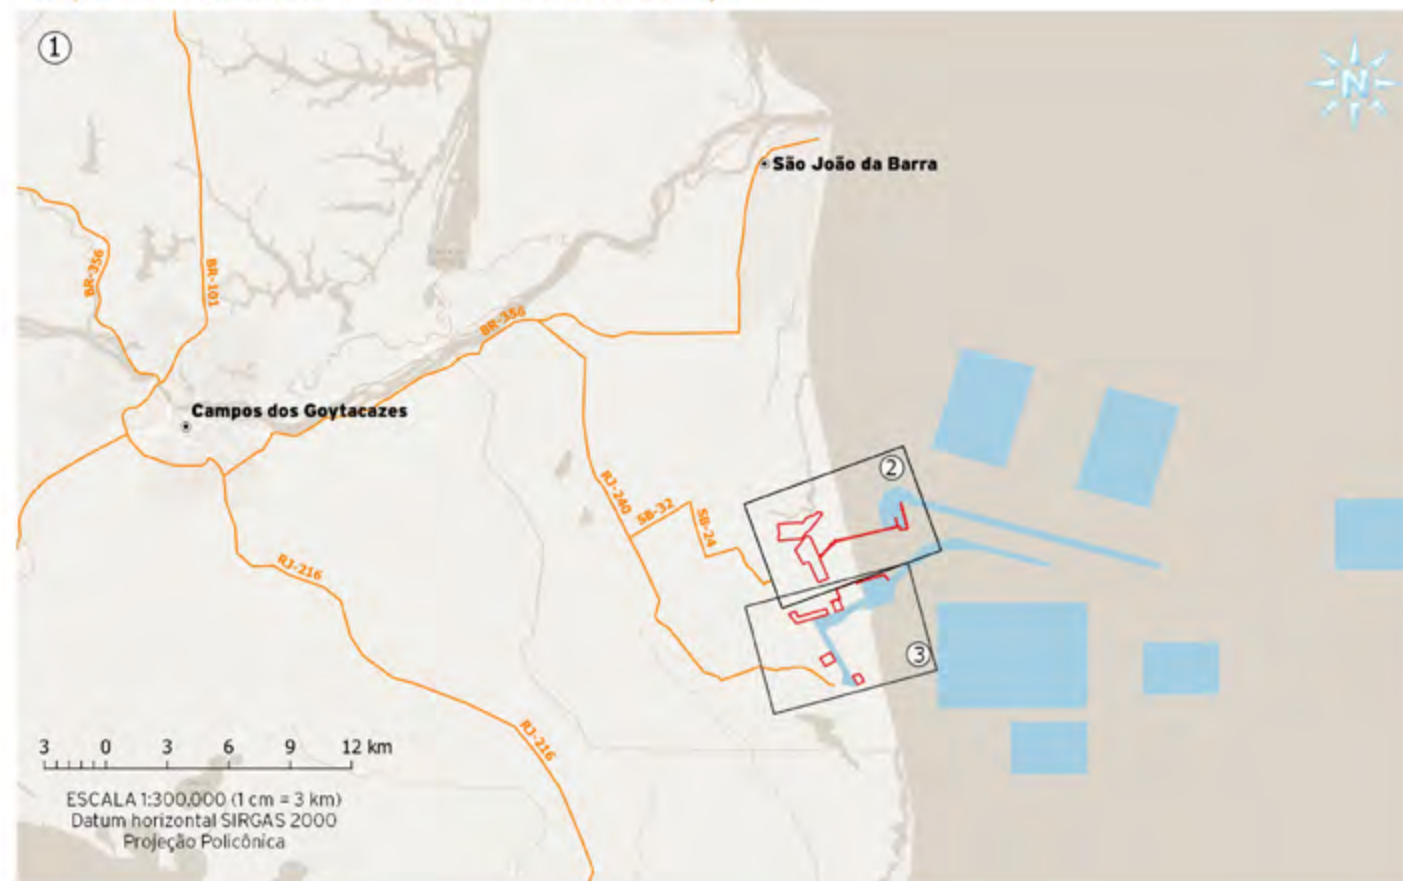 ①
N
São João da Barra
BR-356
BR-101
BR-356
Campos dos Goytacazes
②
RJ-240
SB-32
SB-24
RJ-216
③
RJ-216
3 0 3 6 9 12 km
ESCALA 1:300.000 (1 cm = 3 km)
Datum horizontal SIRGAS 2000
Projeção Policônica